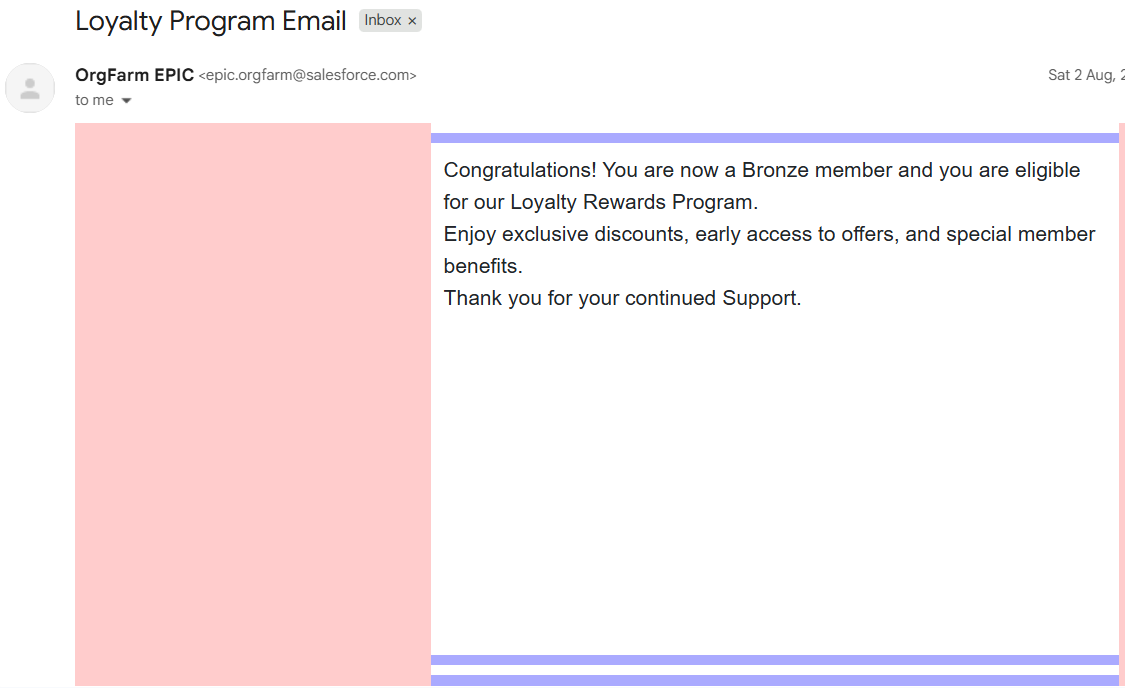 Loyalty Program Email Inbox ×
OrgFarm EPIC <epic.orgfarm@salesforce.com> Sat 2 Aug,
to me
Congratulations! You are now a Bronze member and you are eligible
for our Loyalty Rewards Program.
Enjoy exclusive discounts, early access to offers, and special member
benefits.
Thank you for your continued Support.